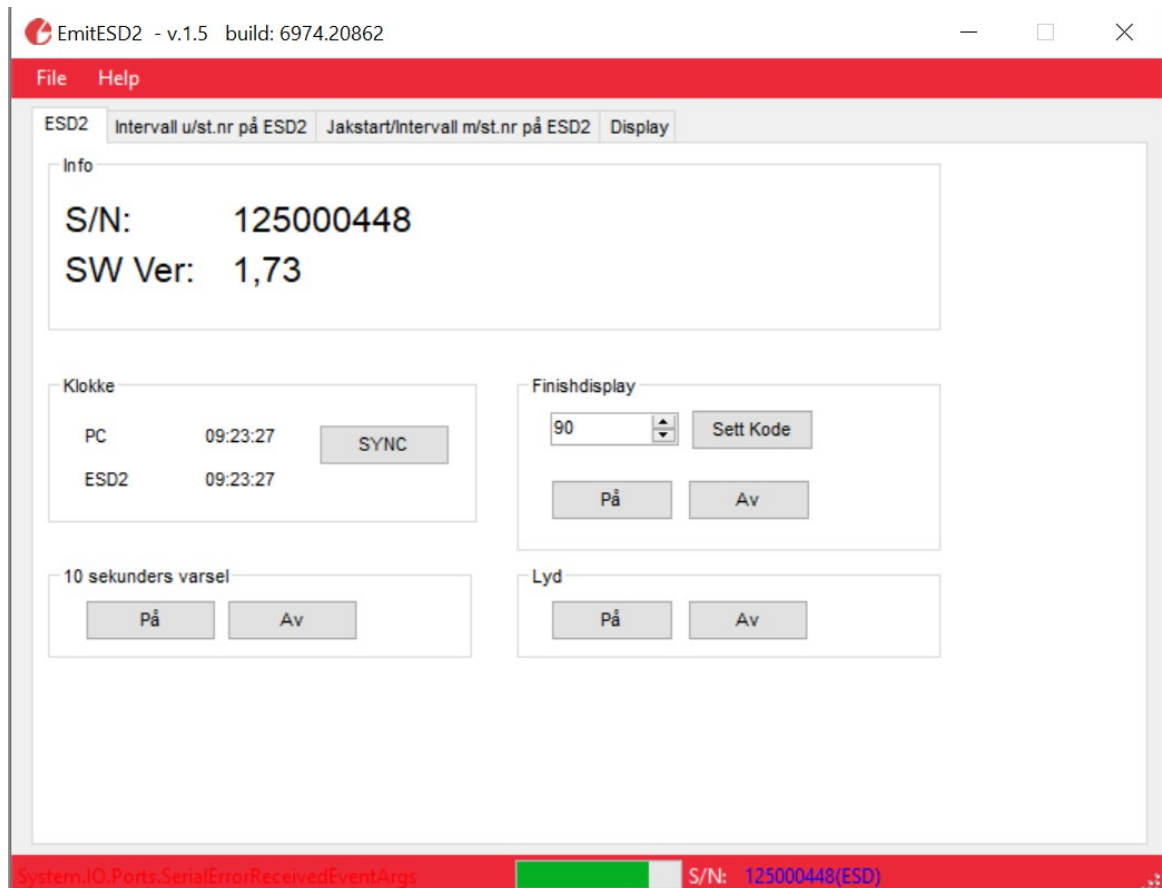 EmitESD2 - v.1.5 build: 6974.20862
File Help
ESD2 Intervall u/st.nr på ESD2 Jakstart/Intervall m/st.nr på ESD2 Display
Info
S/N: 125000448
SW Ver: 1,73
Klokke
PC 09:23:27
SYNC
ESD2 09:23:27
Finishdisplay
90 Sett Kode
På Av
10 sekunders varsel
På Av
Lyd
På Av
System.IO.Ports.SerialErrorReceivedEventArgs S/N: 125000448(ESD)